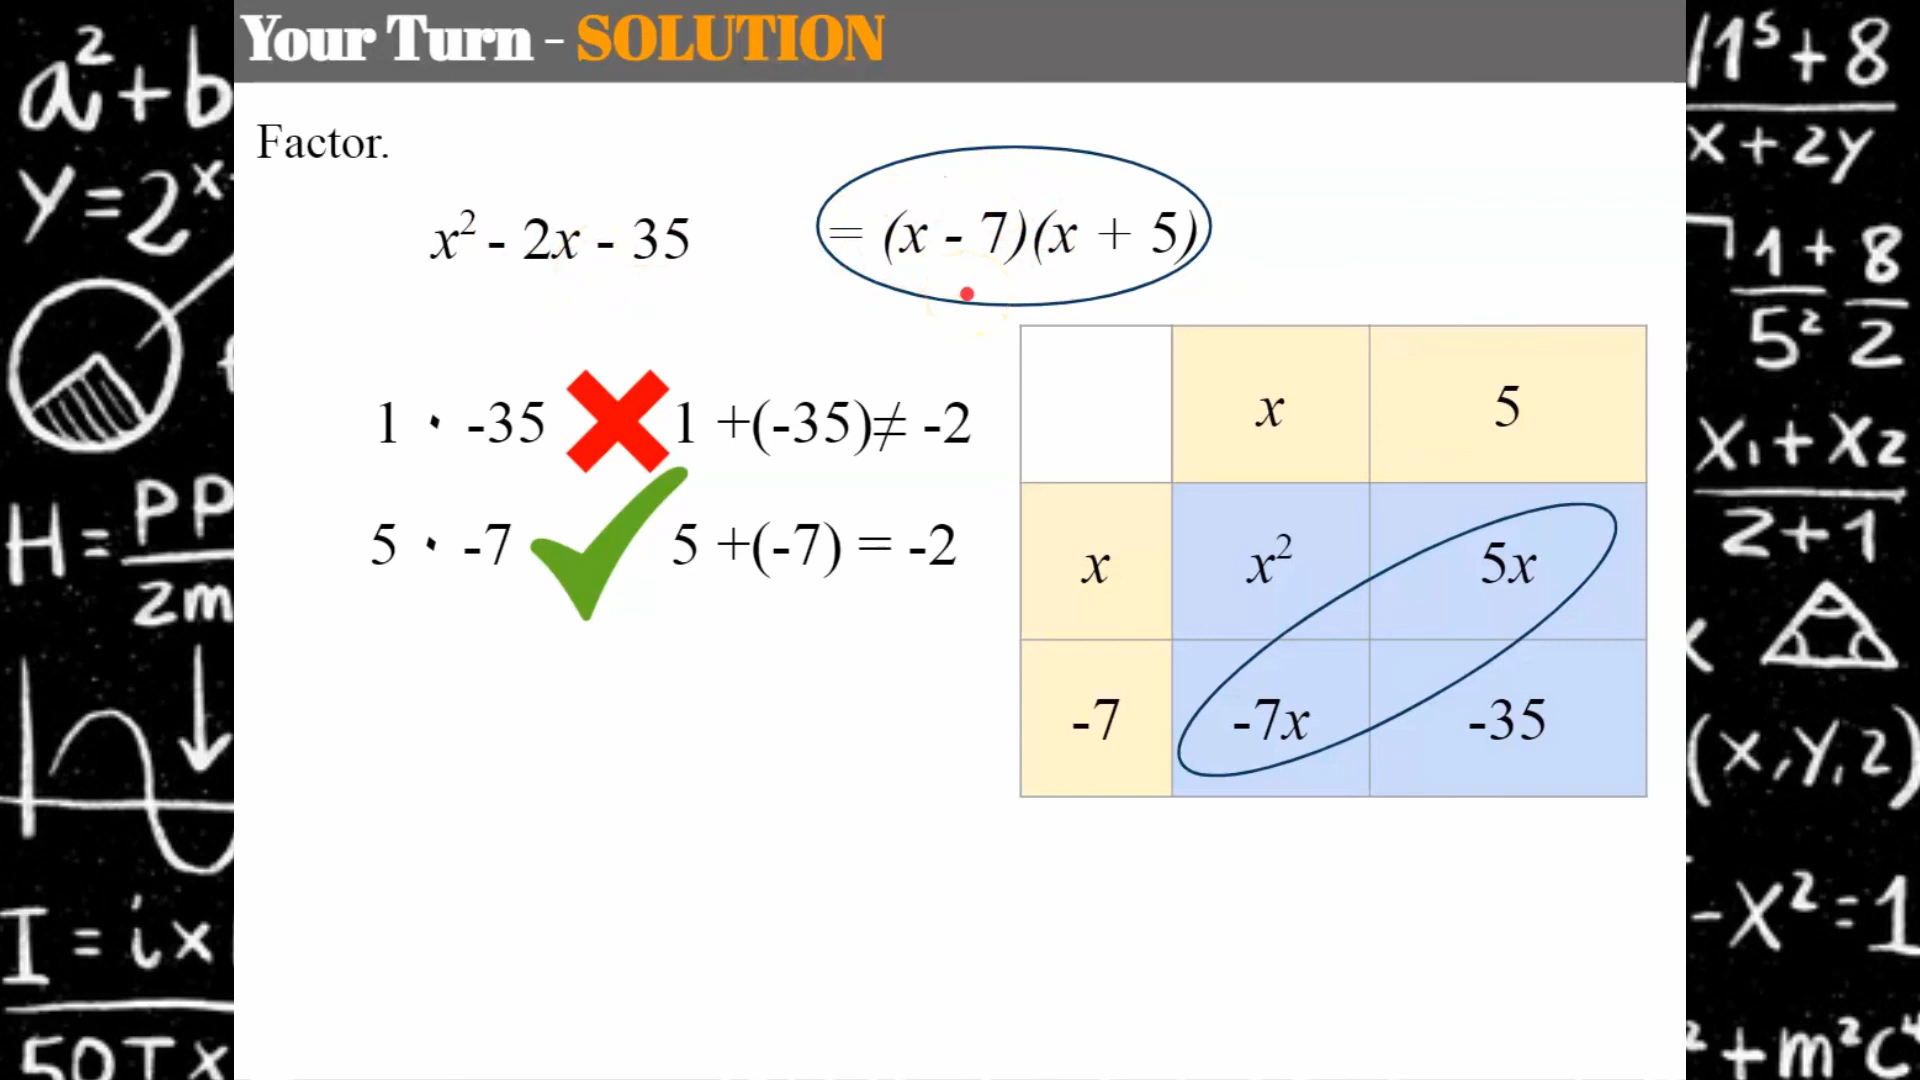 Your Turn - SOLUTION
Factor.
x² - 2x - 35 = (x - 7)(x + 5)
1 · -35 1 +(-35)≠ -2
5 · -7 5 +(-7) = -2
x 5
x x² 5x
-7 -7x -35
a²+b
Y=2ˣ
H= PP
2m
I = ix
50Tx
1⁵+8
x+2y
1+ 8
5² 2
X₁+X₂
2+1
(x,y,z)
-x²=1
²+m²c⁴